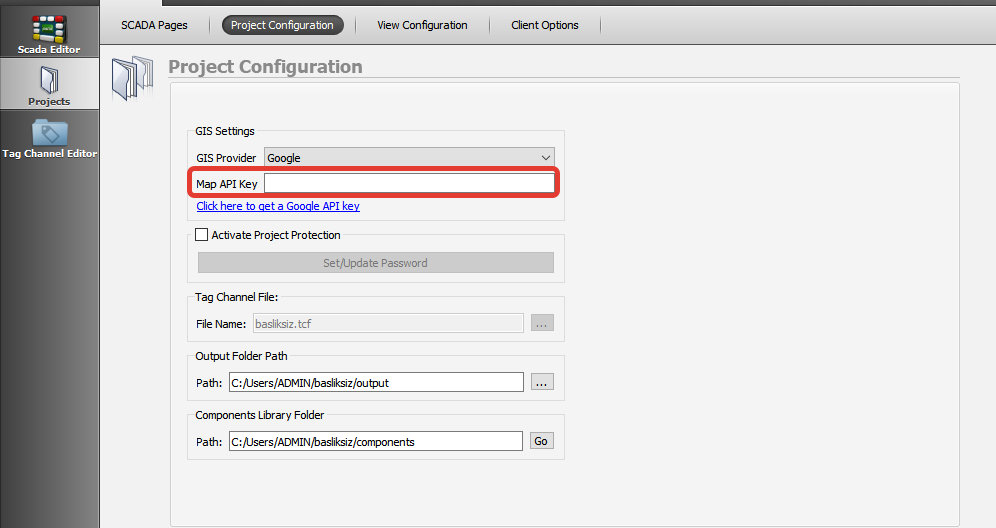 Scada Editor
Projects
Tag Channel Editor
SCADA Pages
Project Configuration
View Configuration
Client Options
Project Configuration
GIS Settings
GIS Provider Google
Map API Key
Click here to get a Google API key
Activate Project Protection
Set/Update Password
Tag Channel File:
File Name: basliksiz.tcf ...
Output Folder Path
Path: C:/Users/ADMIN/basliksiz/output ...
Components Library Folder
Path: C:/Users/ADMIN/basliksiz/components Go